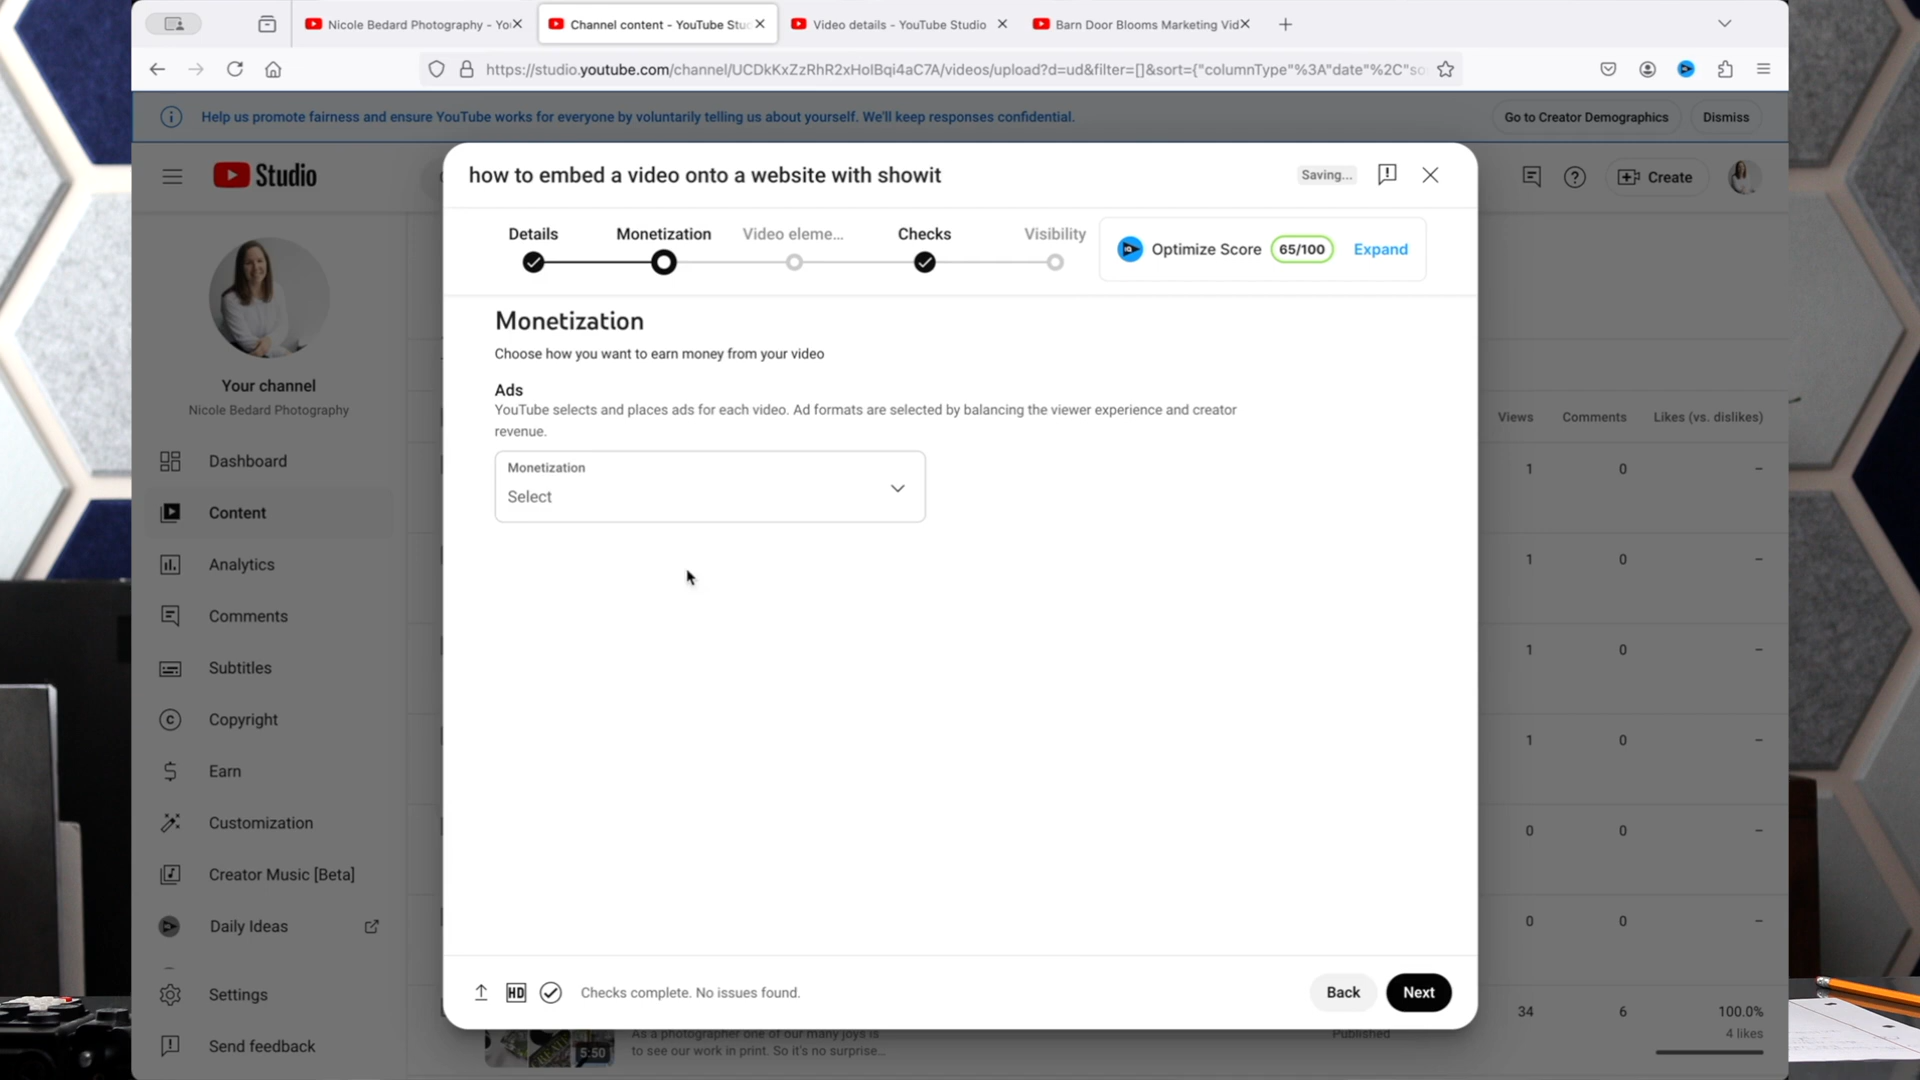 Nicole Bedard Photography - Yo
Channel content - YouTube Stu
Video details - YouTube Studio
Barn Door Blooms Marketing Vid
https://studio.youtube.com/channel/UCDkKxZzRhR2xHolBqi4aC7A/videos/upload?d=ud&filter=[]&sort={"columnType"%3A"date"%2C"so
Help us promote fairness and ensure YouTube works for everyone by voluntarily telling us about yourself. We'll keep responses confidential.
Go to Creator Demographics
Dismiss
Studio
Create
how to embed a video onto a website with showit
Saving...
Details
Monetization
Video eleme...
Checks
Visibility
Optimize Score
65/100
Expand
Monetization
Choose how you want to earn money from your video
Ads
YouTube selects and places ads for each video. Ad formats are selected by balancing the viewer experience and creator
revenue.
Monetization
Select
Your channel
Nicole Bedard Photography
Dashboard
Content
Analytics
Comments
Subtitles
Copyright
Earn
Customization
Creator Music [Beta]
Daily Ideas
Settings
Send feedback
Views Comments Likes (vs. dislikes)
1 0 –
1 0 –
1 0 –
1 0 –
0 0 –
0 0 –
34 6 100.0%
4 likes
HD
Checks complete. No issues found.
Back
Next
As a photographer one of our many joys is
to see our work in print. So it's no surprise...
5:50
Published